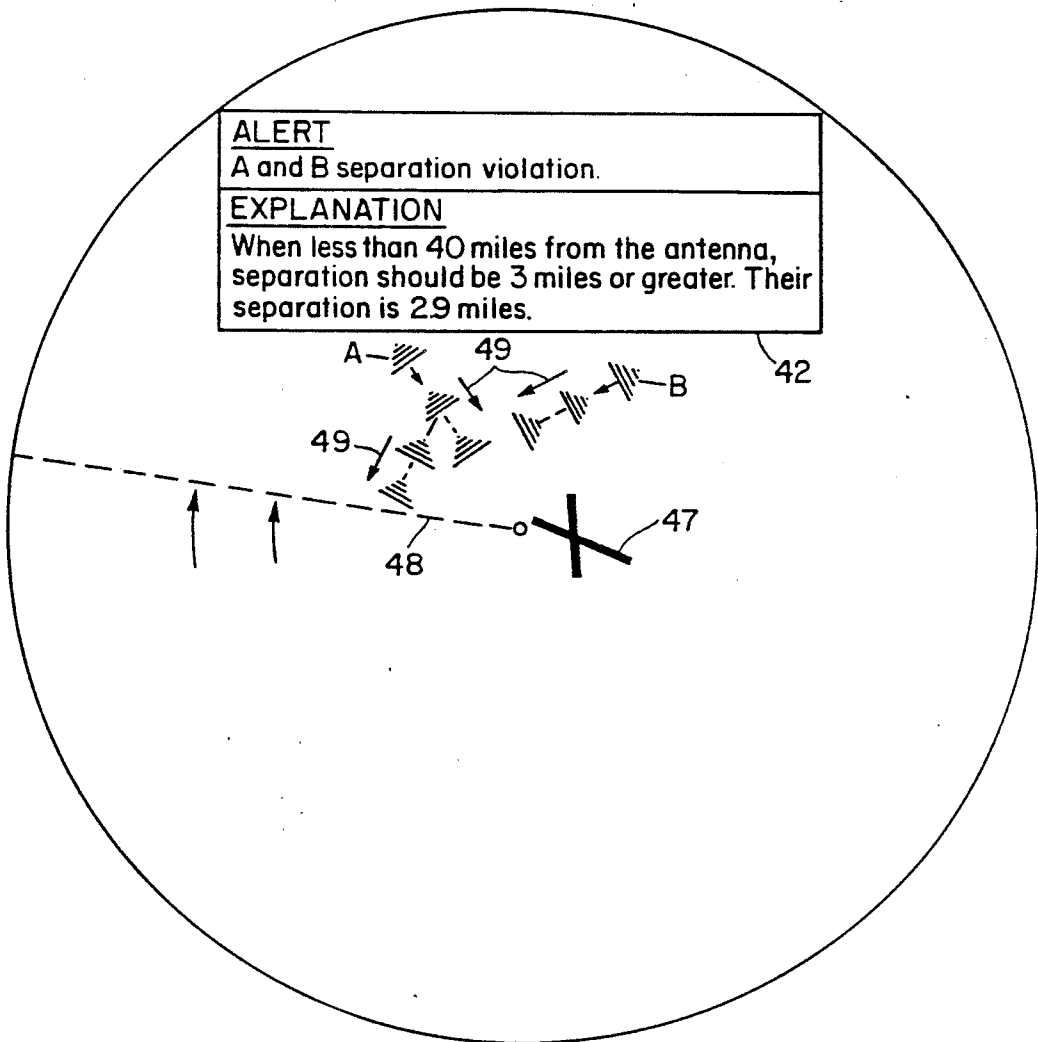 ALERT
A and B separation violation.
EXPLANATION
When less than 40 miles from the antenna,
separation should be 3 miles or greater. Their
separation is 2.9 miles.
A
49
42
B
49
47
48